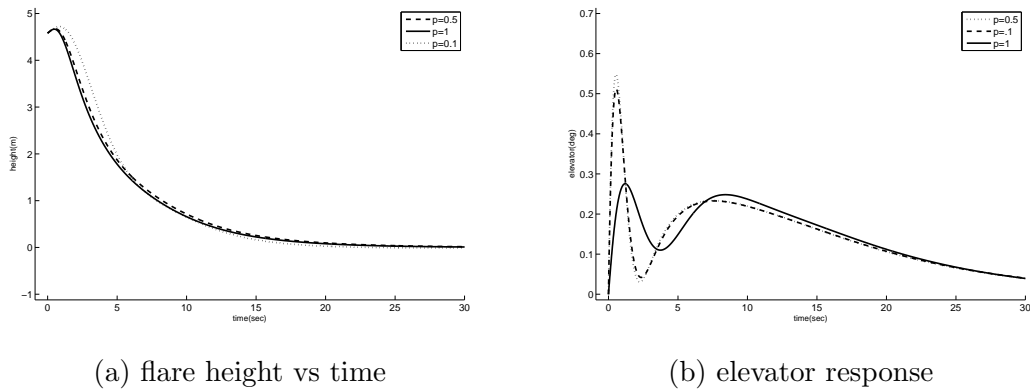 5
4
3
2
1
0
−1
0 5 10 15 20 25 30
height(m)
time(sec)
p=0.5
p=1
p=0.1
(a) flare height vs time
0.7
0.6
0.5
0.4
0.3
0.2
0.1
0
0 5 10 15 20 25 30
elevator(deg)
time(sec)
p=0.5
p=.1
p=1
(b) elevator response